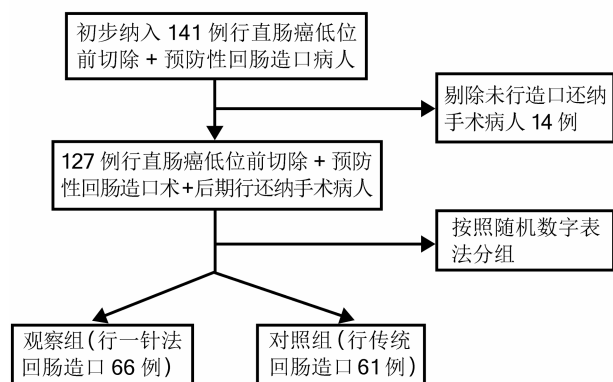 初步纳入 141 例行直肠癌低位
前切除 + 预防性回肠造口病人
剔除未行造口还纳
手术病人 14 例
127 例行直肠癌低位前切除 + 预防
性回肠造口术+后期行还纳手术病人
按照随机数字表
法分组
观察组(行一针法
回肠造口 66 例)
对照组(行传统
回肠造口 61 例)